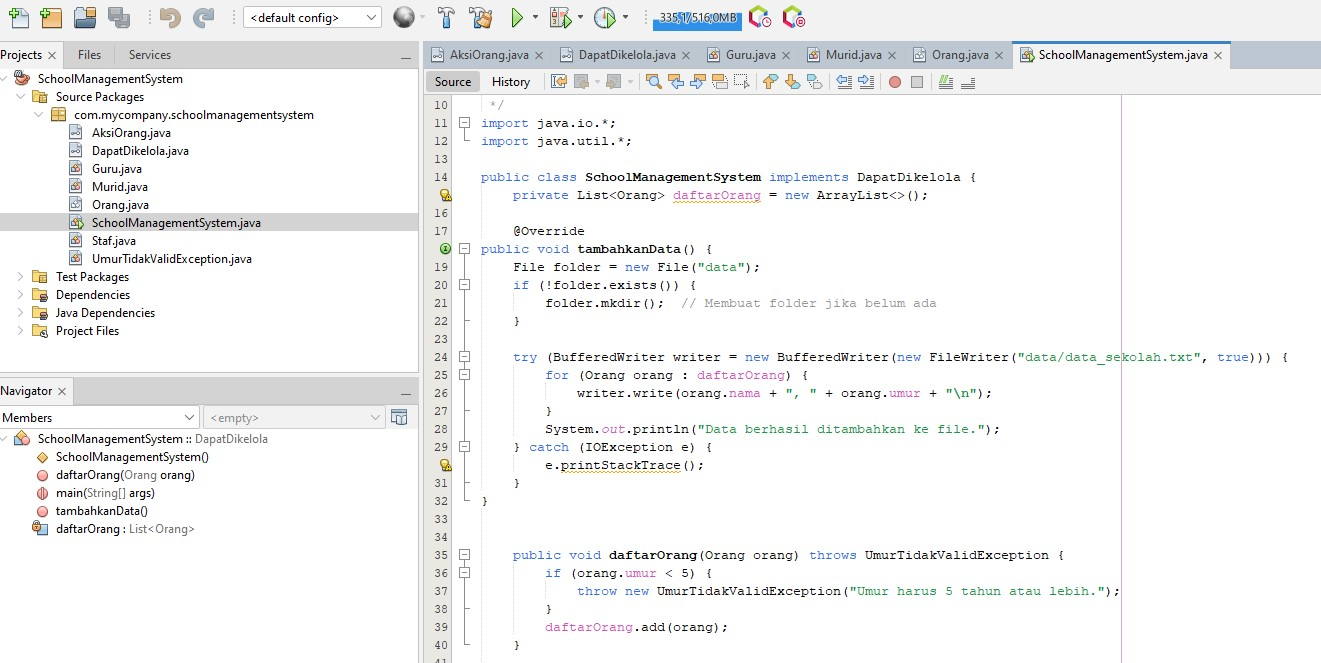 <default config>
335,1/516,0MB
Projects
Files
Services
SchoolManagementSystem
Source Packages
com.mycompany.schoolmanagementsystem
AksiOrang.java
DapatDikelola.java
Guru.java
Murid.java
Orang.java
SchoolManagementSystem.java
Staf.java
UmurTidakValidException.java
Test Packages
Dependencies
Java Dependencies
Project Files
Navigator
Members
<empty>
SchoolManagementSystem :: DapatDikelola
SchoolManagementSystem()
daftarOrang(Orang orang)
main(String[] args)
tambahkanData()
daftarOrang : List<Orang>
AksiOrang.java
DapatDikelola.java
Guru.java
Murid.java
Orang.java
SchoolManagementSystem.java
Source
History
10 */
11 import java.io.*;
12 import java.util.*;
13
14 public class SchoolManagementSystem implements DapatDikelola {
private List<Orang> daftarOrang = new ArrayList<>();
16
17 @Override
public void tambahkanData() {
19 File folder = new File("data");
20 if (!folder.exists()) {
21 folder.mkdir(); // Membuat folder jika belum ada
22 }
23
24 try (BufferedWriter writer = new BufferedWriter(new FileWriter("data/data_sekolah.txt", true))) {
25 for (Orang orang : daftarOrang) {
26 writer.write(orang.nama + ", " + orang.umur + "\n");
27 }
28 System.out.println("Data berhasil ditambahkan ke file.");
29 } catch (IOException e) {
e.printStackTrace();
31 }
32 }
33
34
35 public void daftarOrang(Orang orang) throws UmurTidakValidException {
36 if (orang.umur < 5) {
37 throw new UmurTidakValidException("Umur harus 5 tahun atau lebih.");
38 }
39 daftarOrang.add(orang);
40 }